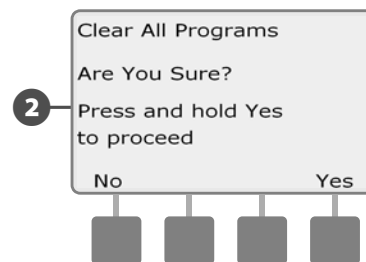 Clear All Programs
Are You Sure?
2
Press and hold Yes
to proceed
No Yes